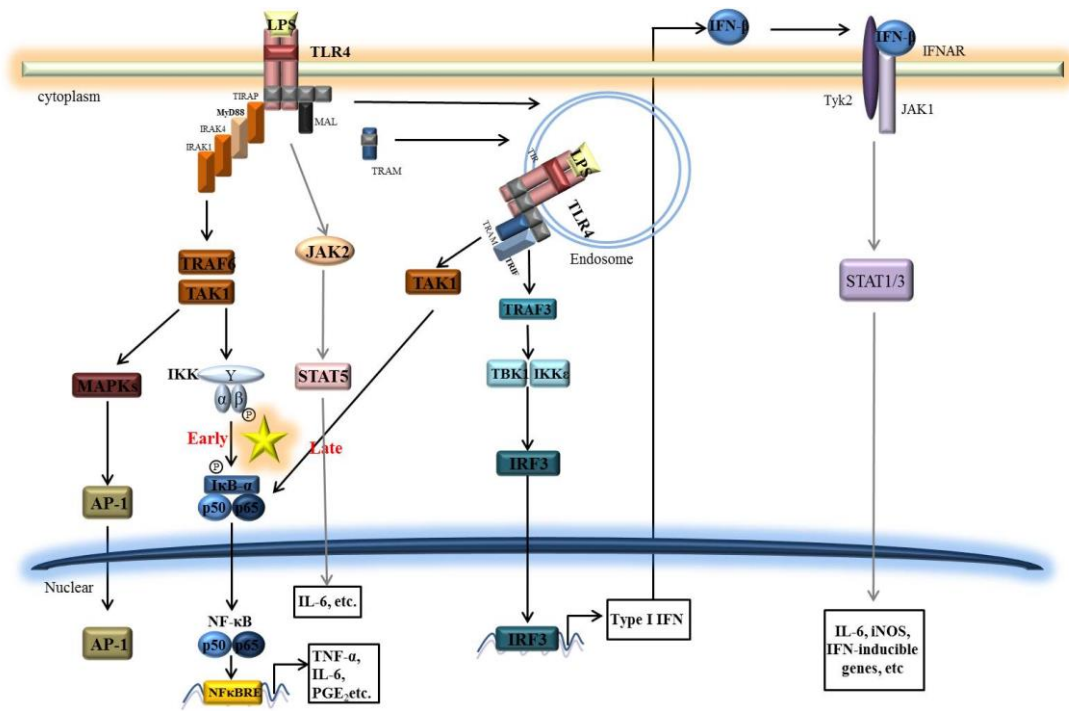 LPS
TLR4
IFN-β
IFN-β
IFNAR
cytoplasm
TIRAP
MyD88
IRAK4
IRAK1
MAL
TRAM
Tyk2
JAK1
TIR
LPS
TLR4
TRAM
TRIF
Endosome
JAK2
TRAF6
TAK1
TAK1
TRAF3
STAT1/3
MAPKs
IKK
Y
α
β
P
STAT5
TBK1
IKKε
Early
Late
P
IκB-α
p50
p65
IRF3
AP-1
Nuclear
IL-6, etc.
AP-1
NF-κB
p50
p65
NFκBRE
TNF-α,
IL-6,
PGE₂etc.
IRF3
Type I IFN
IL-6, iNOS,
IFN-inducible
genes, etc